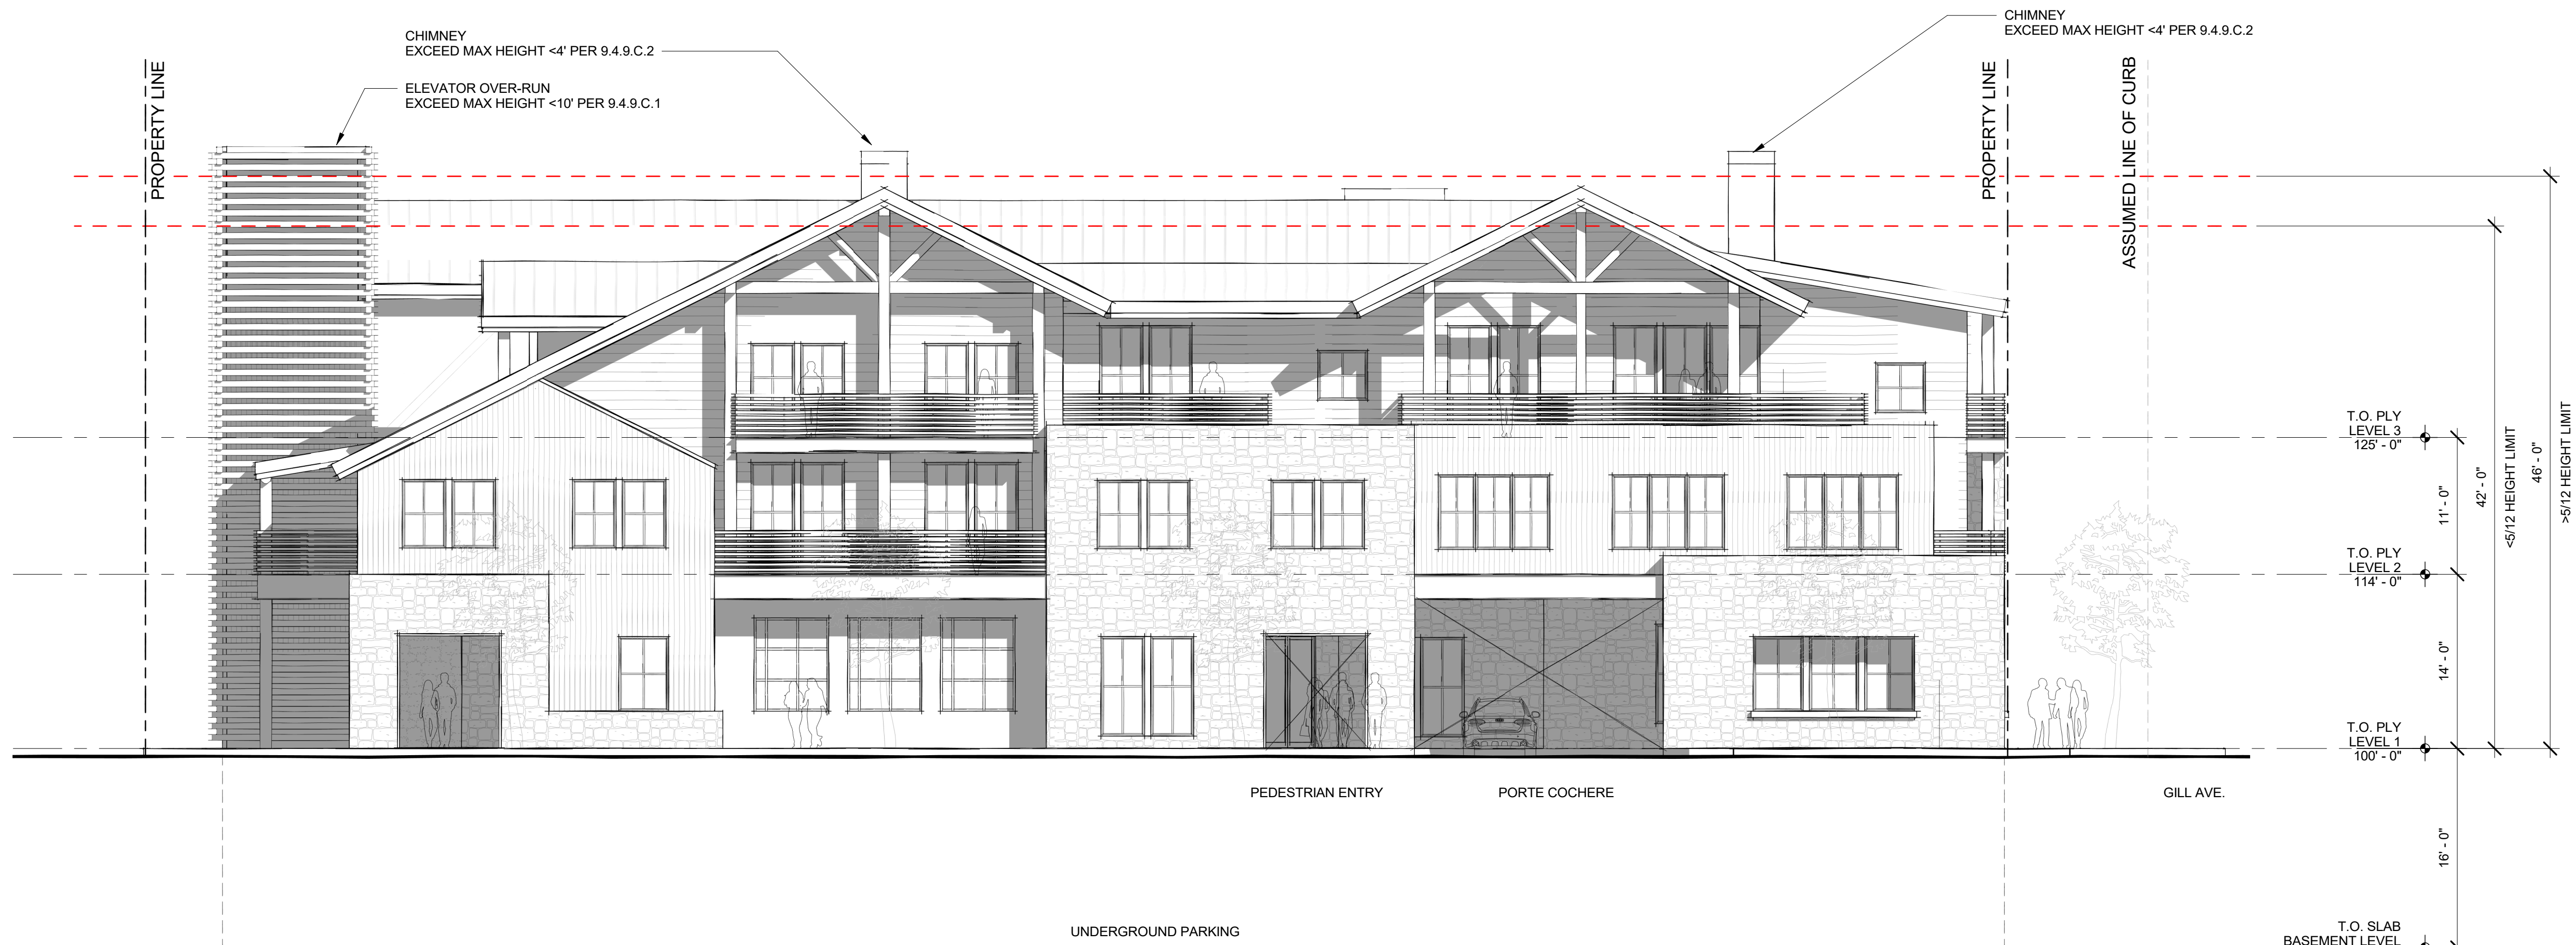 CHIMNEY
EXCEED MAX HEIGHT <4' PER 9.4.9.C.2
CHIMNEY
EXCEED MAX HEIGHT <4' PER 9.4.9.C.2
ELEVATOR OVER-RUN
EXCEED MAX HEIGHT <10' PER 9.4.9.C.1
PROPERTY LINE
PROPERTY LINE
ASSUMED LINE OF CURB
T.O. PLY
LEVEL 3
125' - 0"
11' - 0"
42' - 0"
<5/12 HEIGHT LIMIT
46' - 0"
>5/12 HEIGHT LIMIT
T.O. PLY
LEVEL 2
114' - 0"
14' - 0"
T.O. PLY
LEVEL 1
100' - 0"
PEDESTRIAN ENTRY
PORTE COCHERE
GILL AVE.
16' - 0"
UNDERGROUND PARKING
T.O. SLAB
BASEMENT LEVEL